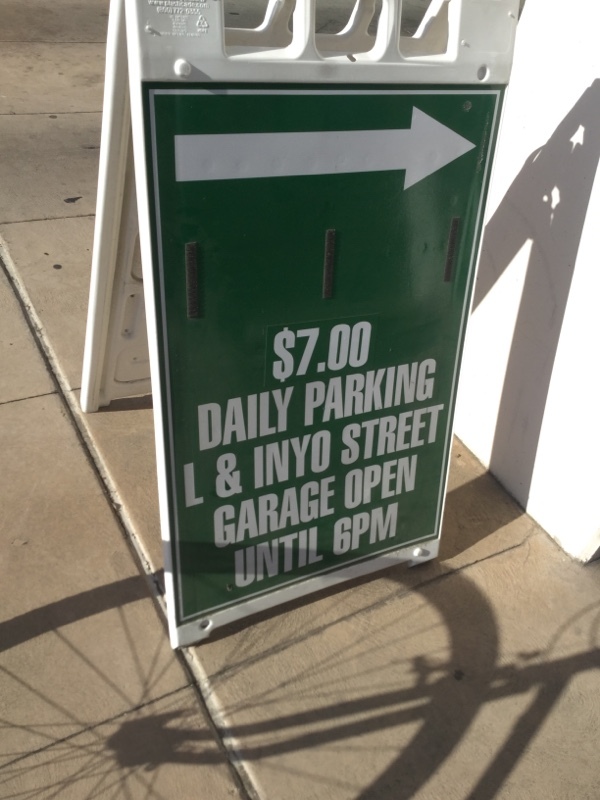 $7.00
DAILY PARKING
L & INYO STREET
GARAGE OPEN
UNTIL 6PM